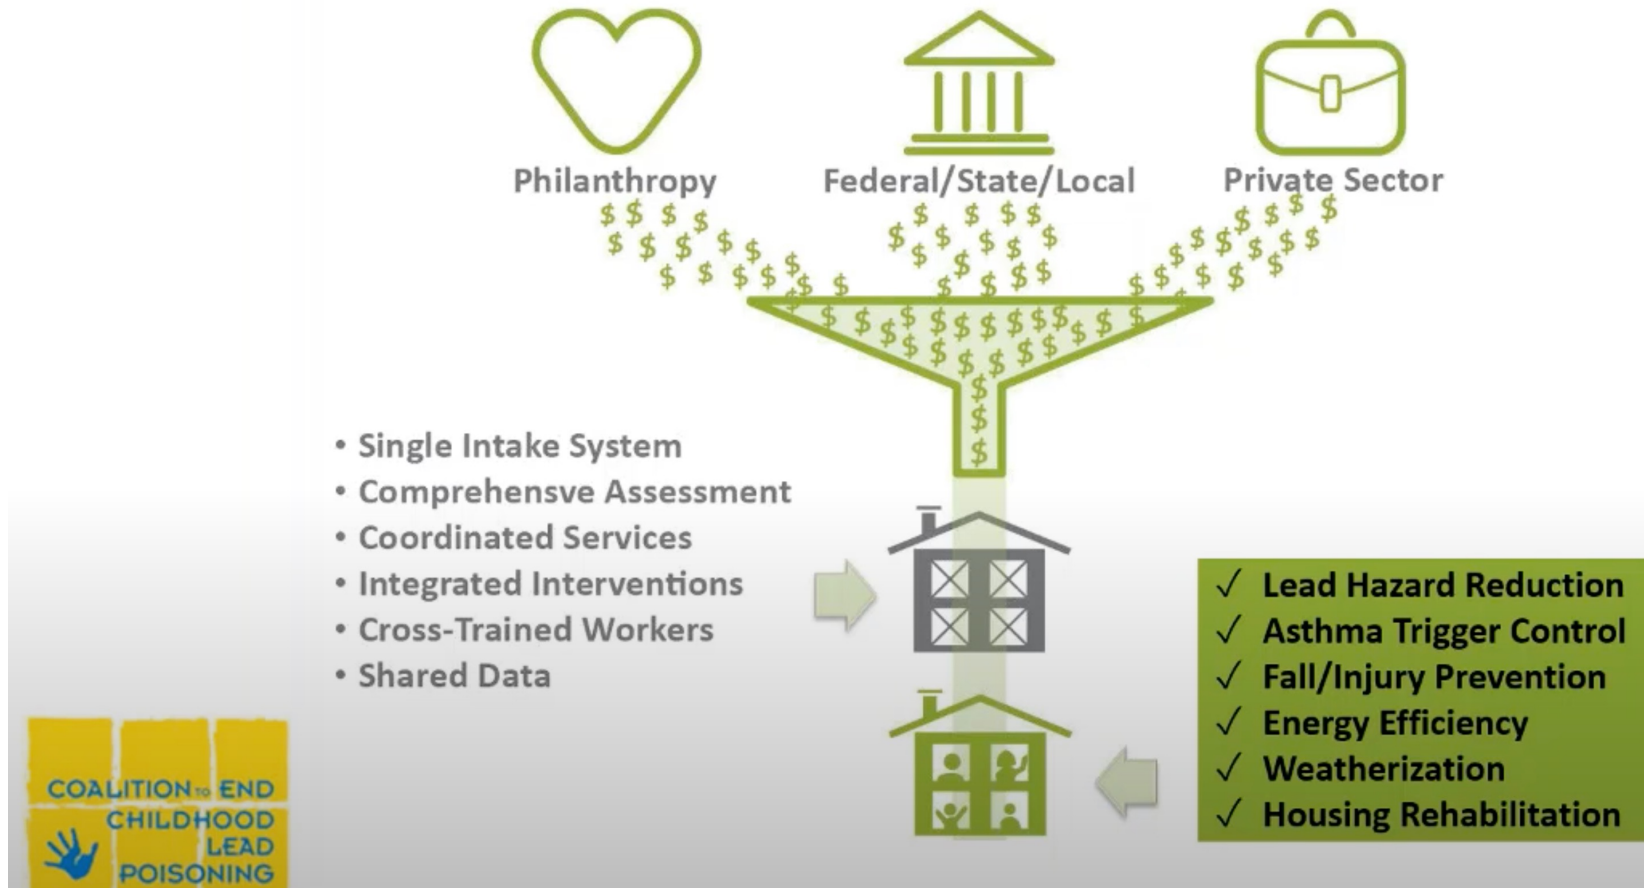 Philanthropy
Federal/State/Local
Private Sector
• Single Intake System
• Comprehensve Assessment
• Coordinated Services
• Integrated Interventions
• Cross-Trained Workers
• Shared Data
✓ Lead Hazard Reduction
✓ Asthma Trigger Control
✓ Fall/Injury Prevention
✓ Energy Efficiency
✓ Weatherization
✓ Housing Rehabilitation
COALITION TO END
CHILDHOOD
LEAD
POISONING